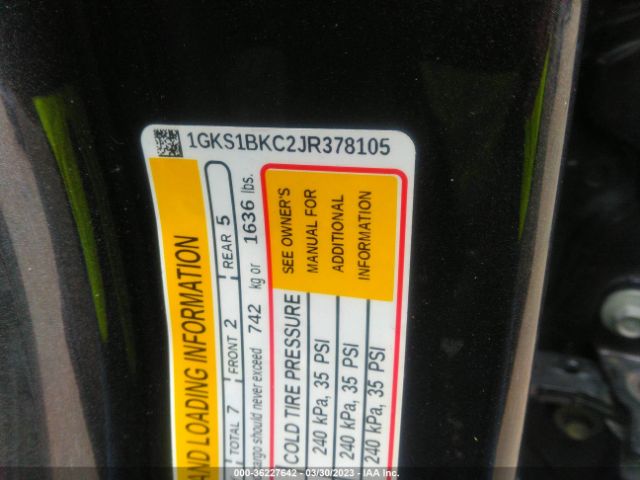 1GKS1BKC2JR378105
AND LOADING INFORMATION
TOTAL 7 FRONT 2 REAR 5
cargo should never exceed 742 kg or 1636 lbs.
COLD TIRE PRESSURE
240 kPa, 35 PSI
240 kPa, 35 PSI
240 kPa, 35 PSI
SEE OWNER'S
MANUAL FOR
ADDITIONAL
INFORMATION
000-36227642 - 03/30/2023 - IAA Inc.